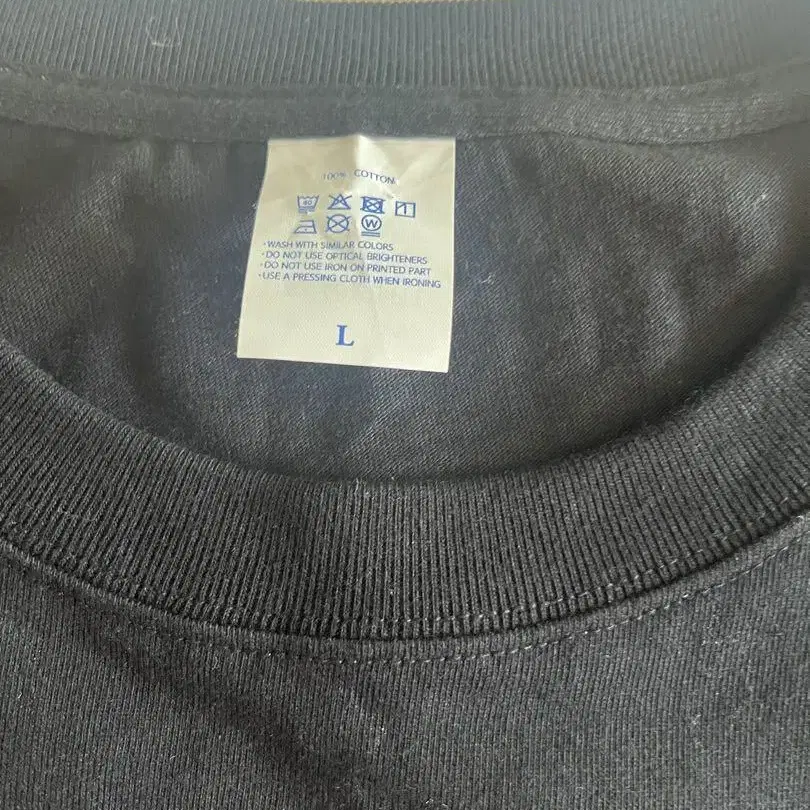 100% COTTON
40
W
·WASH WITH SIMILAR COLORS
·DO NOT USE OPTICAL BRIGHTENERS
·DO NOT USE IRON ON PRINTED PART
·USE A PRESSING CLOTH WHEN IRONING
L